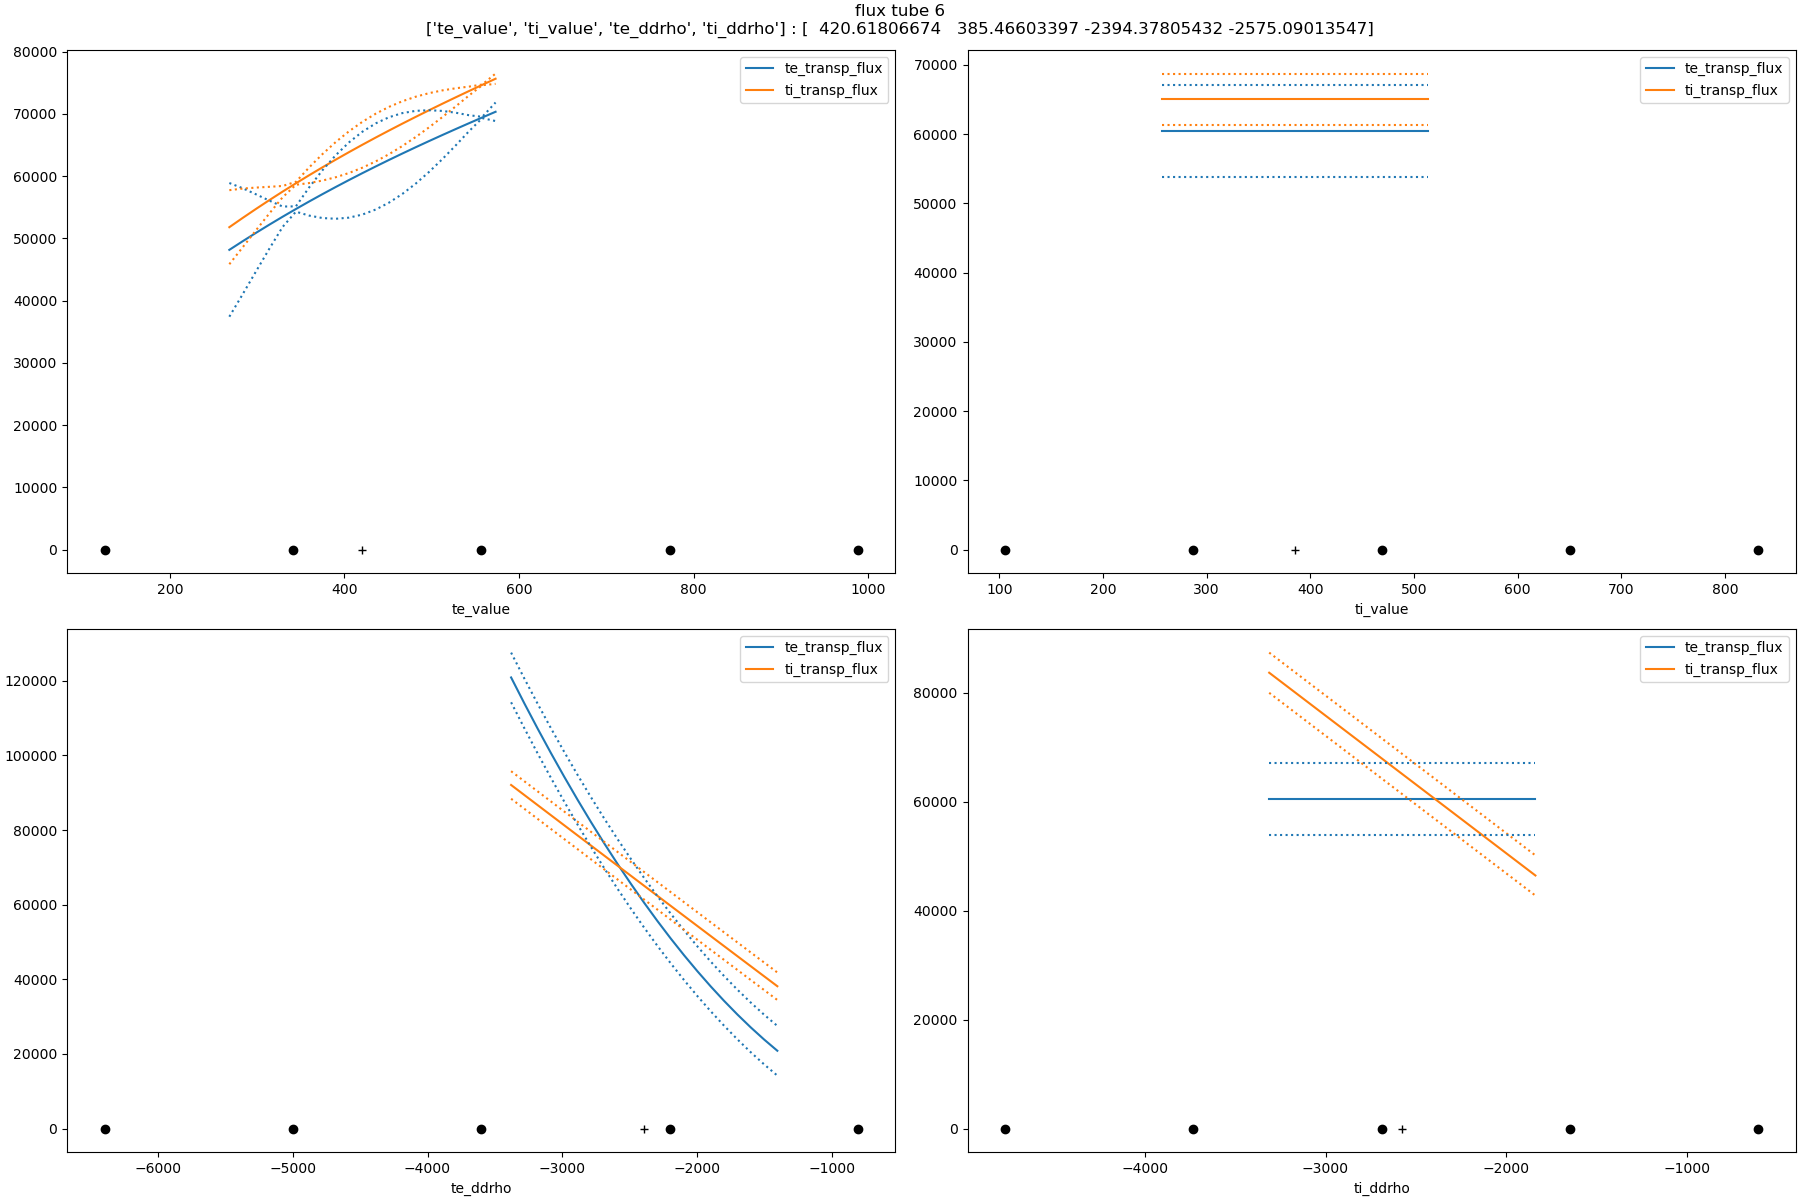 flux tube 6
['te_value', 'ti_value', 'te_ddrho', 'ti_ddrho'] : [  420.61806674   385.46603397 -2394.37805432 -2575.09013547]
80000
70000
60000
50000
40000
30000
20000
10000
0
te_transp_flux
ti_transp_flux
200 400 600 800 1000
te_value
70000
60000
50000
40000
30000
20000
10000
0
te_transp_flux
ti_transp_flux
100 200 300 400 500 600 700 800
ti_value
120000
100000
80000
60000
40000
20000
0
te_transp_flux
ti_transp_flux
−6000 −5000 −4000 −3000 −2000 −1000
te_ddrho
80000
60000
40000
20000
0
te_transp_flux
ti_transp_flux
−4000 −3000 −2000 −1000
ti_ddrho